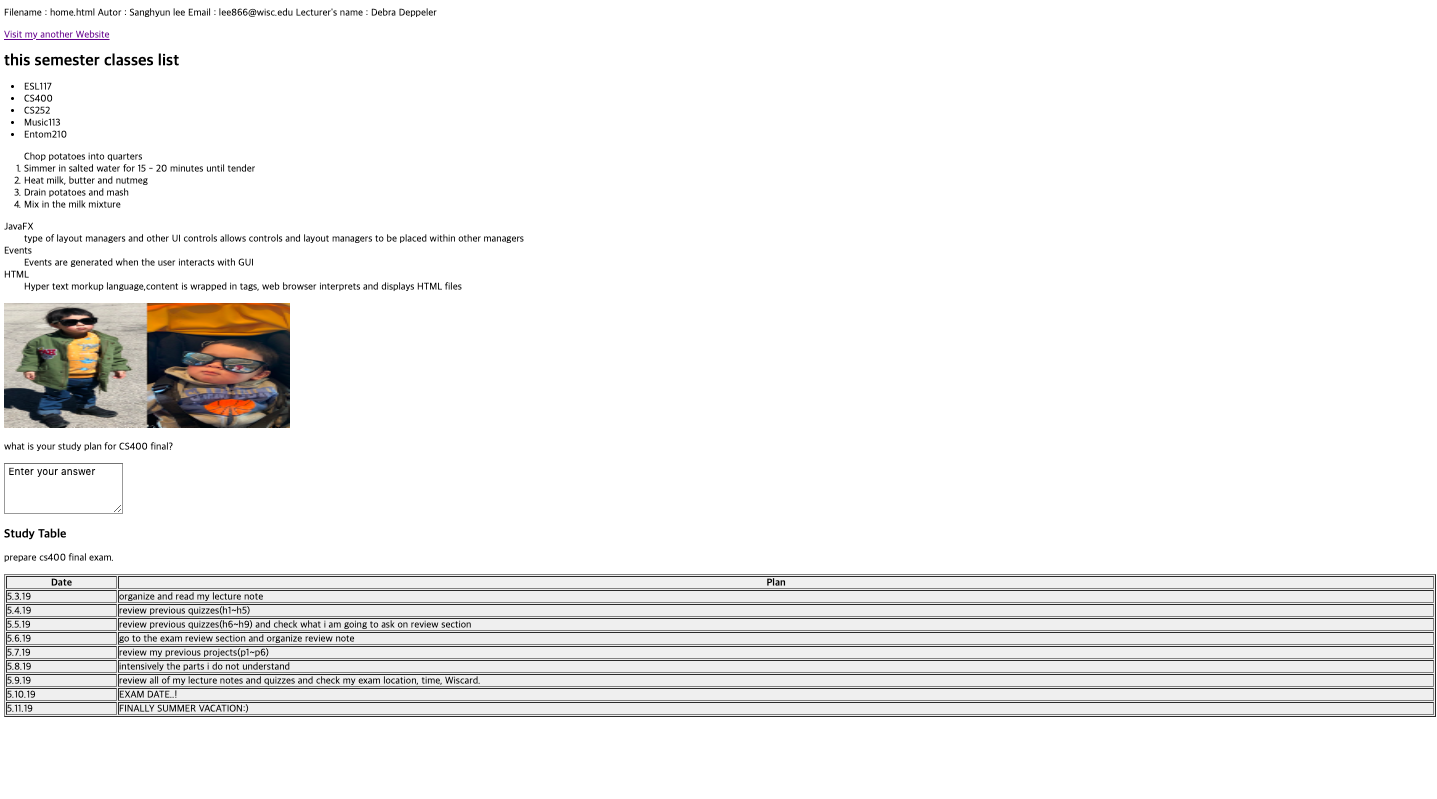 Filename : home.html Autor : Sanghyun lee Email : lee866@wisc.edu Lecturer's name : Debra Deppeler
Visit my another Website
this semester classes list
• ESL117
• CS400
• CS252
• Music113
• Entom210
Chop potatoes into quarters
1. Simmer in salted water for 15 - 20 minutes until tender
2. Heat milk, butter and nutmeg
3. Drain potatoes and mash
4. Mix in the milk mixture
JavaFX
type of layout managers and other UI controls allows controls and layout managers to be placed within other managers
Events
Events are generated when the user interacts with GUI
HTML
Hyper text morkup language,content is wrapped in tags, web browser interprets and displays HTML files
what is your study plan for CS400 final?
Enter your answer
Study Table
prepare cs400 final exam.
Date Plan
5.3.19 organize and read my lecture note
5.4.19 review previous quizzes(h1~h5)
5.5.19 review previous quizzes(h6~h9) and check what i am going to ask on review section
5.6.19 go to the exam review section and organize review note
5.7.19 review my previous projects(p1~p6)
5.8.19 intensively the parts i do not understand
5.9.19 review all of my lecture notes and quizzes and check my exam location, time, Wiscard.
5.10.19 EXAM DATE..!
5.11.19 FINALLY SUMMER VACATION:)